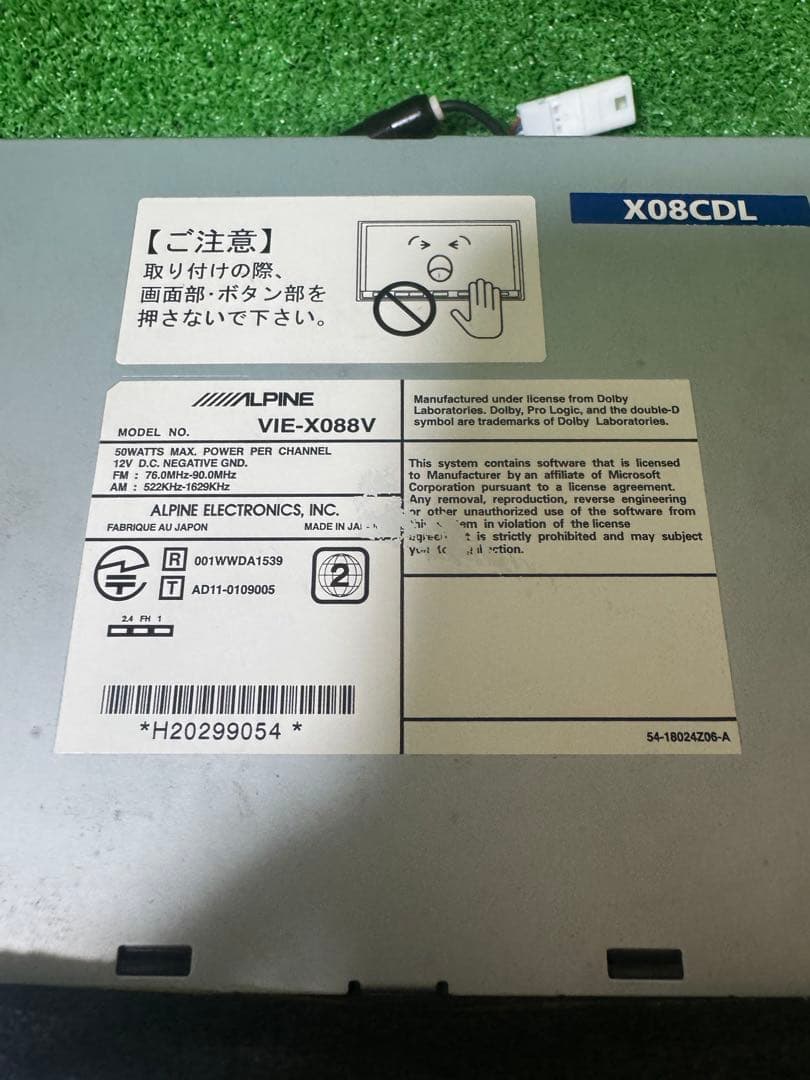 X08CDL
【ご注意】
取り付けの際、
画面部・ボタン部を
押さないで下さい。
ALPINE
MODEL NO. VIE-X088V
50WATTS MAX. POWER PER CHANNEL
12V D.C. NEGATIVE GND.
FM : 76.0MHz-90.0MHz
AM : 522KHz-1629KHz
ALPINE ELECTRONICS, INC.
FABRIQUE AU JAPON MADE IN
R 001WWDA1539
T AD11-0109005
2
2.4 FH 1
*H20299054 *
Manufactured under license from Dolby
Laboratories. Dolby, Pro Logic, and the double-D
symbol are trademarks of Dolby Laboratories.
This system contains software that is licensed
to Manufacturer by an affiliate of Microsoft
Corporation pursuant to a license agreement.
Any removal, reproduction, reverse engineering
or other unauthorized use of the software from
in violation of the license
is strictly prohibited and may subject
54-18024Z06-A